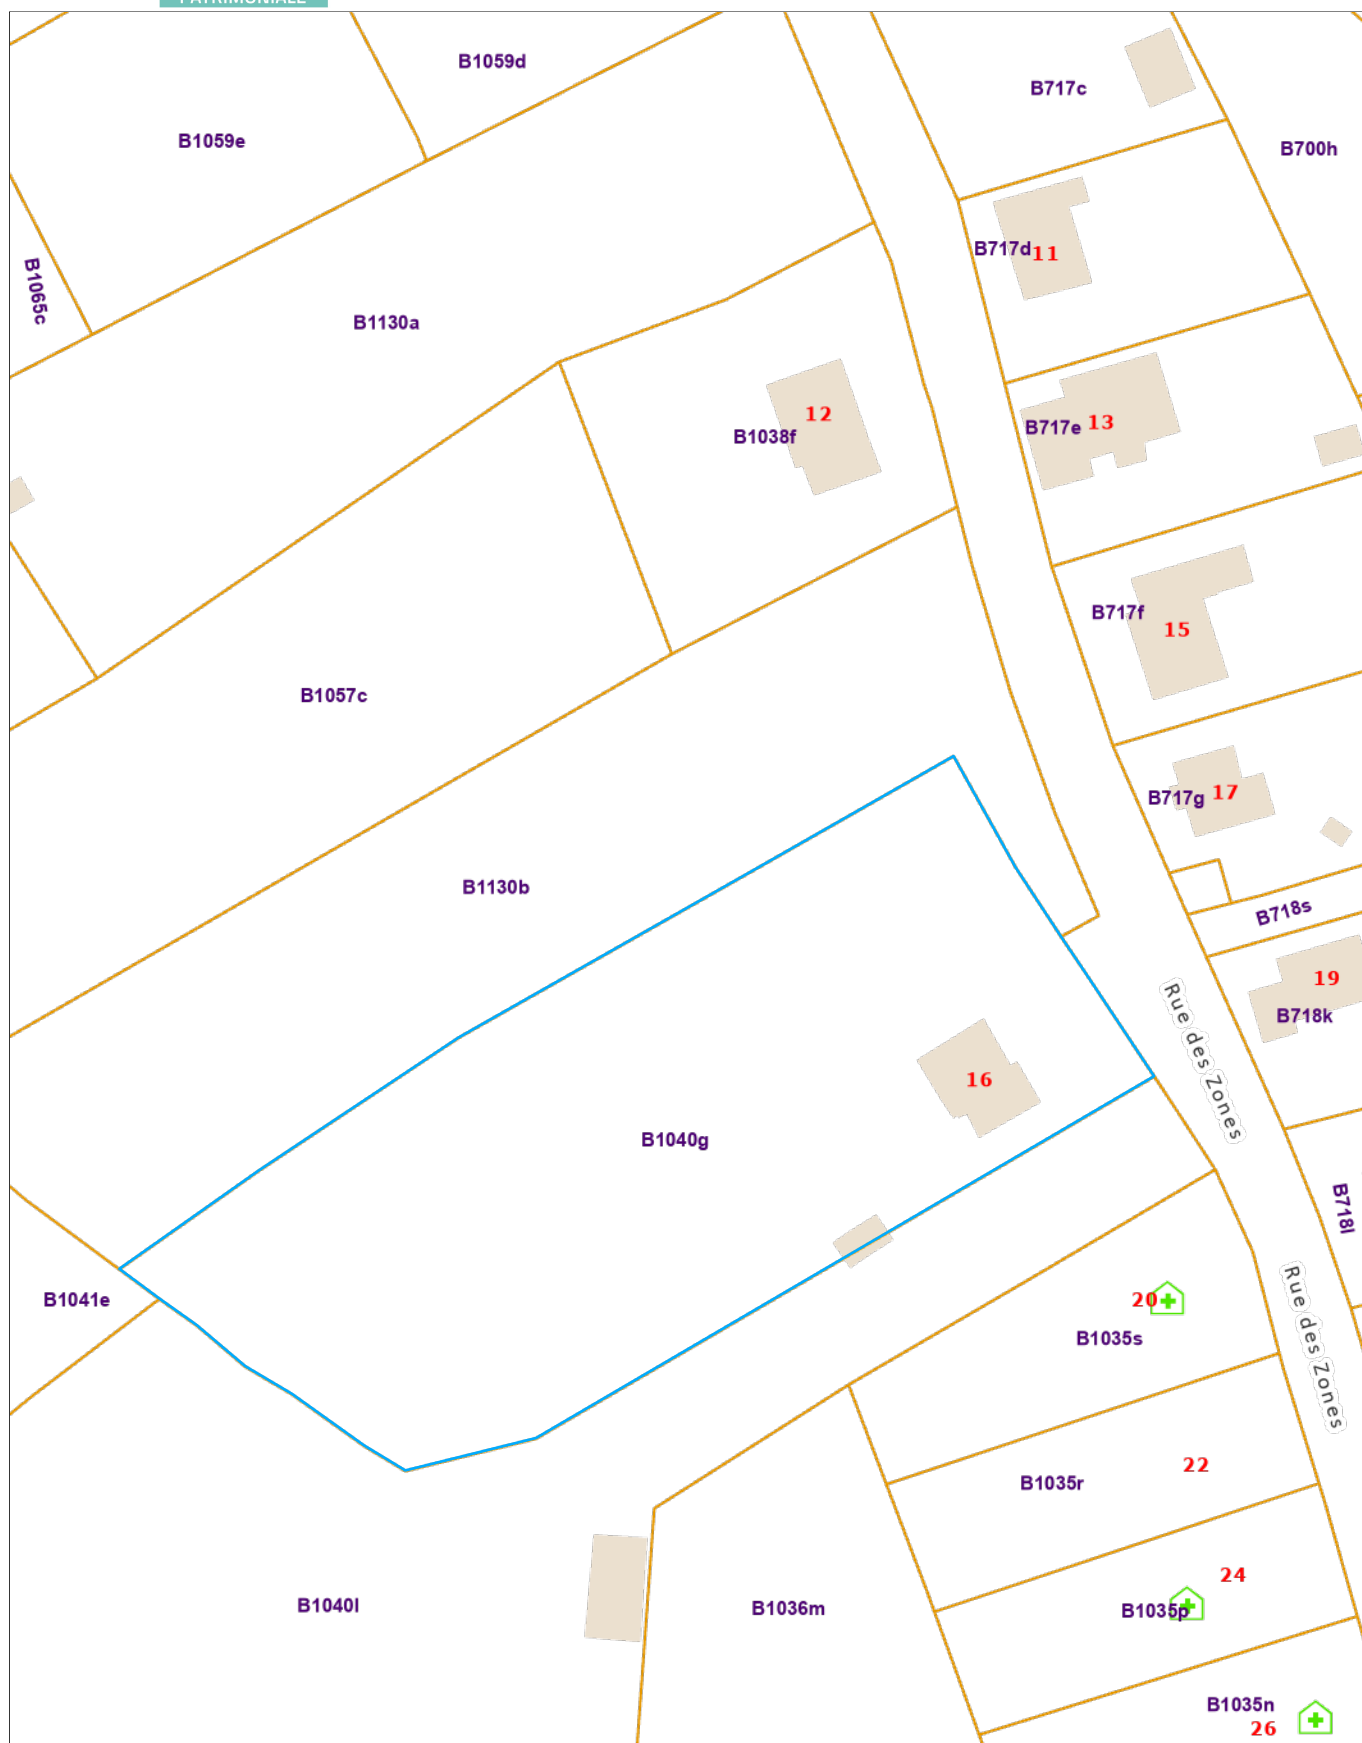 PATRIMONIALE
B1059d
B717c
B1059e
B700h
B717d
11
B1065c
B1130a
12
B1038f
B717e
13
B717f
15
B1057c
B717g
17
B1130b
B718s
19
B718k
Rue des Zones
16
B1040g
B718l
B1041e
20
Rue des Zones
B1035s
22
B1035r
24
B1040l
B1036m
B1035p
B1035n
26